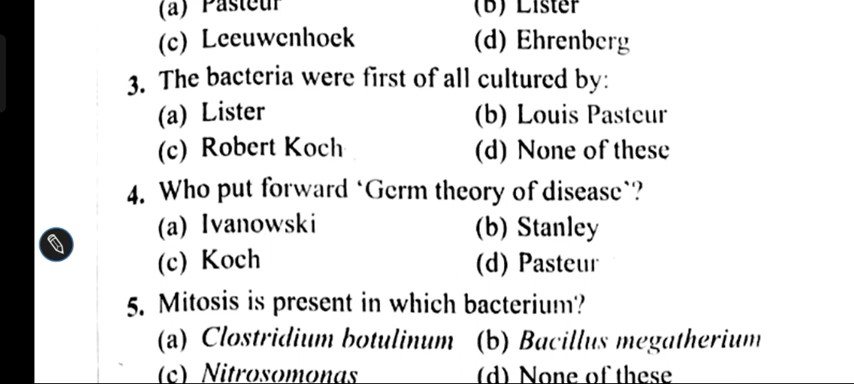 (a) Pasteur (b) Lister
(c) Leeuwenhoek (d) Ehrenberg
3. The bacteria were first of all cultured by:
(a) Lister (b) Louis Pasteur
(c) Robert Koch (d) None of these
4. Who put forward ‘Germ theory of disease’?
(a) Ivanowski (b) Stanley
(c) Koch (d) Pasteur
5. Mitosis is present in which bacterium?
(a) Clostridium botulinum (b) Bacillus megatherium
(c) Nitrosomonas (d) None of these